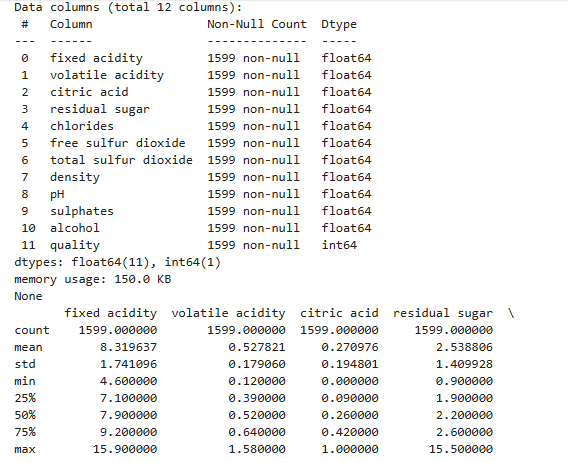 Data columns (total 12 columns):
 #   Column                Non-Null Count  Dtype
---  ------                --------------  -----
 0   fixed acidity         1599 non-null   float64
 1   volatile acidity      1599 non-null   float64
 2   citric acid           1599 non-null   float64
 3   residual sugar        1599 non-null   float64
 4   chlorides             1599 non-null   float64
 5   free sulfur dioxide   1599 non-null   float64
 6   total sulfur dioxide  1599 non-null   float64
 7   density               1599 non-null   float64
 8   pH                    1599 non-null   float64
 9   sulphates             1599 non-null   float64
 10  alcohol               1599 non-null   float64
 11  quality               1599 non-null   int64
dtypes: float64(11), int64(1)
memory usage: 150.0 KB
None
       fixed acidity  volatile acidity  citric acid  residual sugar  \
count    1599.000000       1599.000000  1599.000000     1599.000000
mean        8.319637          0.527821     0.270976        2.538806
std         1.741096          0.179060     0.194801        1.409928
min         4.600000          0.120000     0.000000        0.900000
25%         7.100000          0.390000     0.090000        1.900000
50%         7.900000          0.520000     0.260000        2.200000
75%         9.200000          0.640000     0.420000        2.600000
max        15.900000          1.580000     1.000000       15.500000